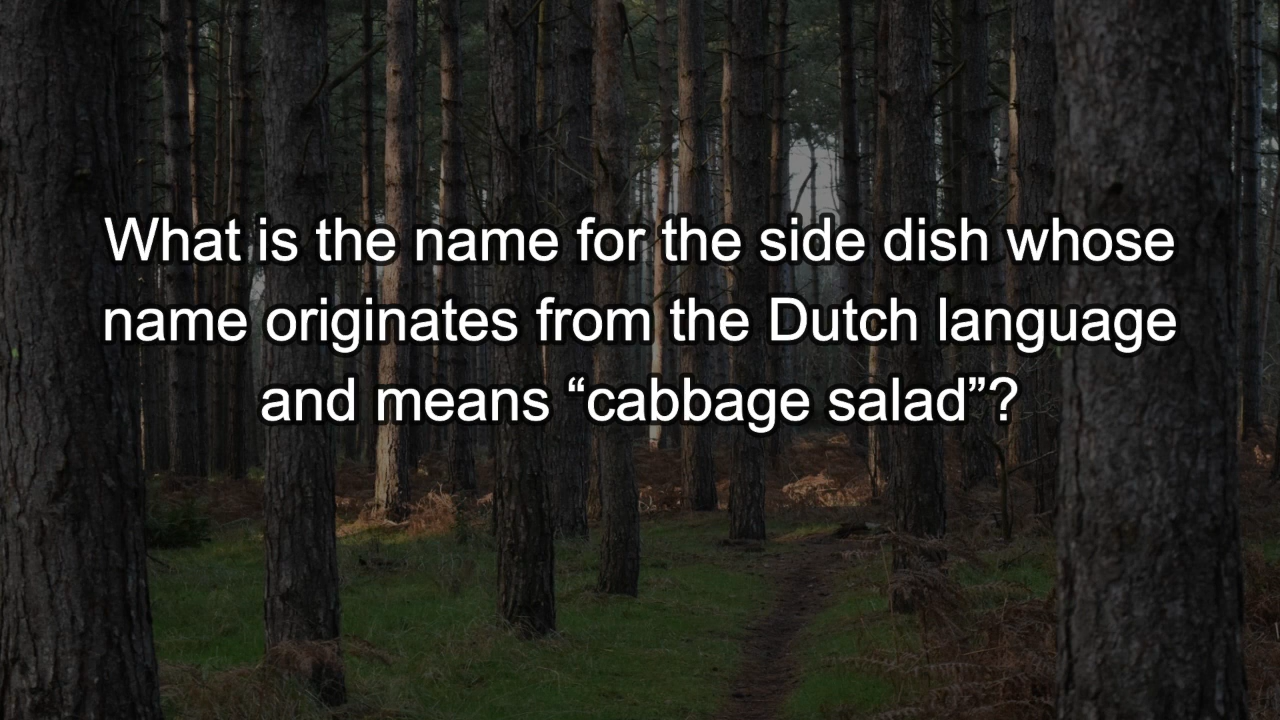 What is the name for the side dish whose
name originates from the Dutch language
and means “cabbage salad”?